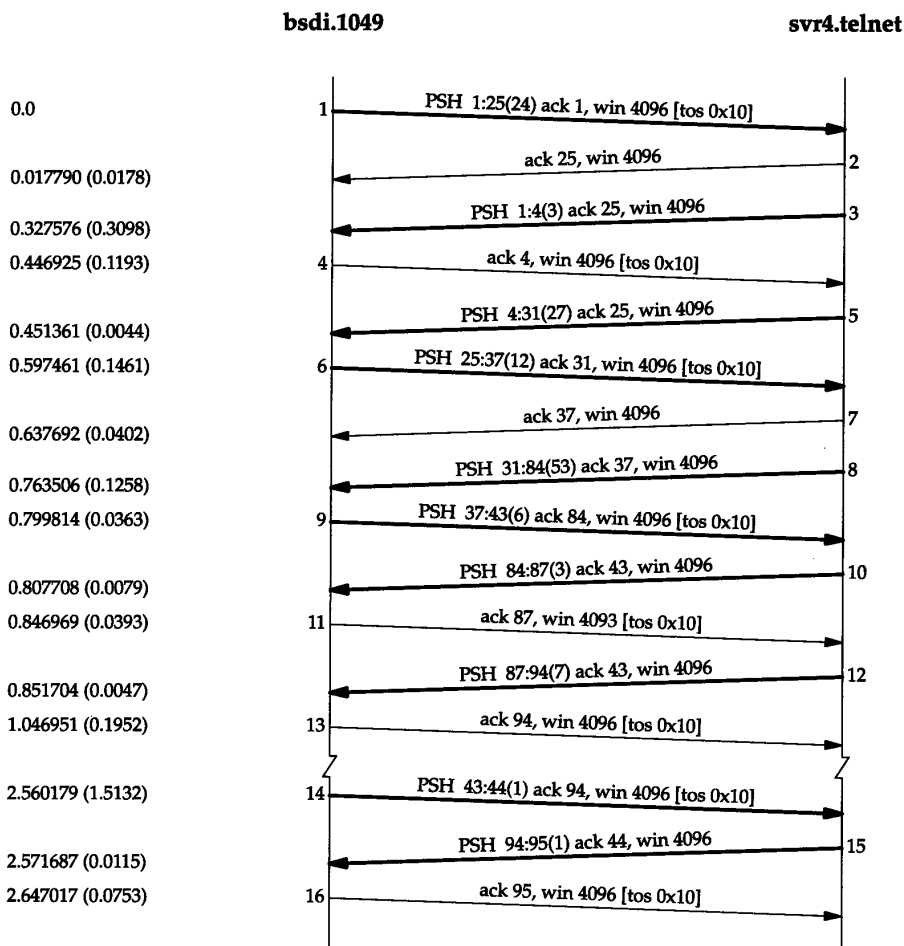 bsdi.1049 svr4.telnet
0.0 1 PSH 1:25(24) ack 1, win 4096 [tos 0x10]
ack 25, win 4096 2
0.017790 (0.0178)
PSH 1:4(3) ack 25, win 4096 3
0.327576 (0.3098)
0.446925 (0.1193) 4 ack 4, win 4096 [tos 0x10]
PSH 4:31(27) ack 25, win 4096 5
0.451361 (0.0044)
0.597461 (0.1461) 6 PSH 25:37(12) ack 31, win 4096 [tos 0x10]
ack 37, win 4096 7
0.637692 (0.0402)
PSH 31:84(53) ack 37, win 4096 8
0.763506 (0.1258)
0.799814 (0.0363) 9 PSH 37:43(6) ack 84, win 4096 [tos 0x10]
PSH 84:87(3) ack 43, win 4096 10
0.807708 (0.0079)
0.846969 (0.0393) 11 ack 87, win 4093 [tos 0x10]
PSH 87:94(7) ack 43, win 4096 12
0.851704 (0.0047)
1.046951 (0.1952) 13 ack 94, win 4096 [tos 0x10]
2.560179 (1.5132) 14 PSH 43:44(1) ack 94, win 4096 [tos 0x10]
PSH 94:95(1) ack 44, win 4096 15
2.571687 (0.0115)
2.647017 (0.0753) 16 ack 95, win 4096 [tos 0x10]